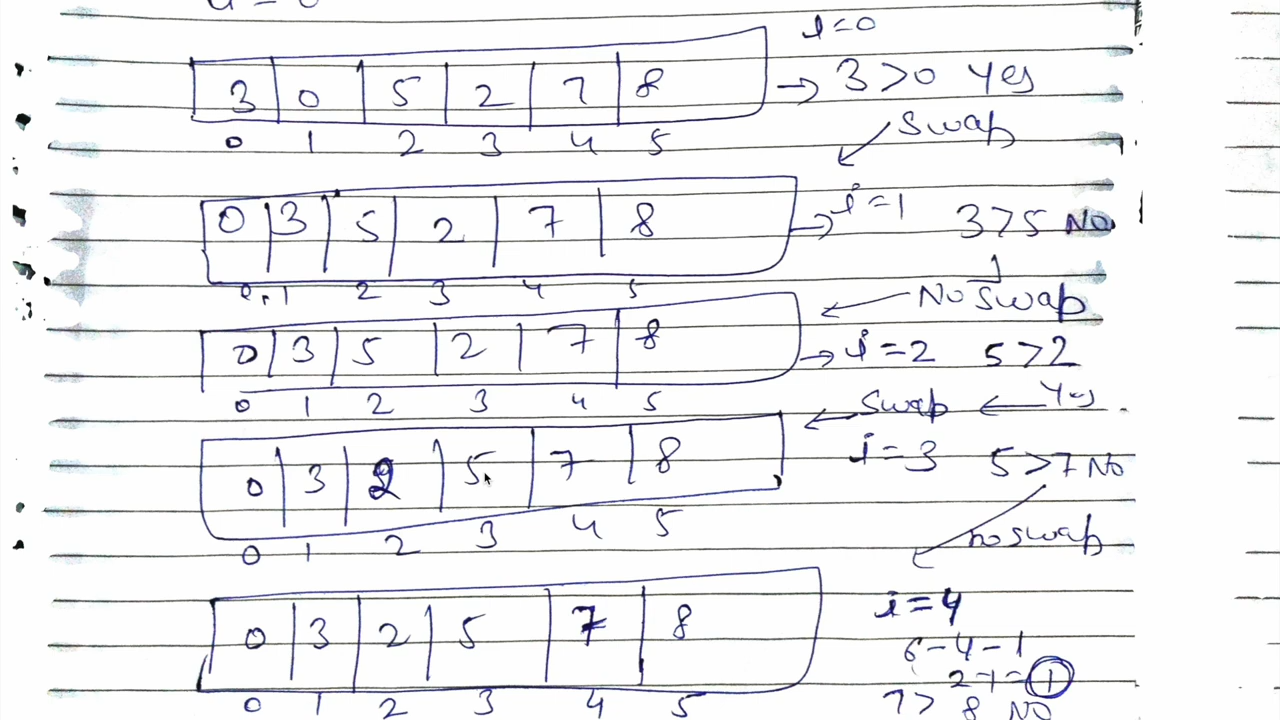 i=0
3 0 5 2 7 8 → 3>0 Yes
0 1 2 3 4 5 swap
0 3 5 2 7 8 → i=1 3>5 No
0 1 2 3 4 5 No swap
0 3 5 2 7 8 → i=2 5>2
0 1 2 3 4 5 swap ← Yes
0 3 2 5 7 8 i=3 5>7 No
0 1 2 3 4 5 no swap
0 3 2 5 7 8 i=4
6-4-1
2-1=1
0 1 2 3 4 5 7> 8 NO